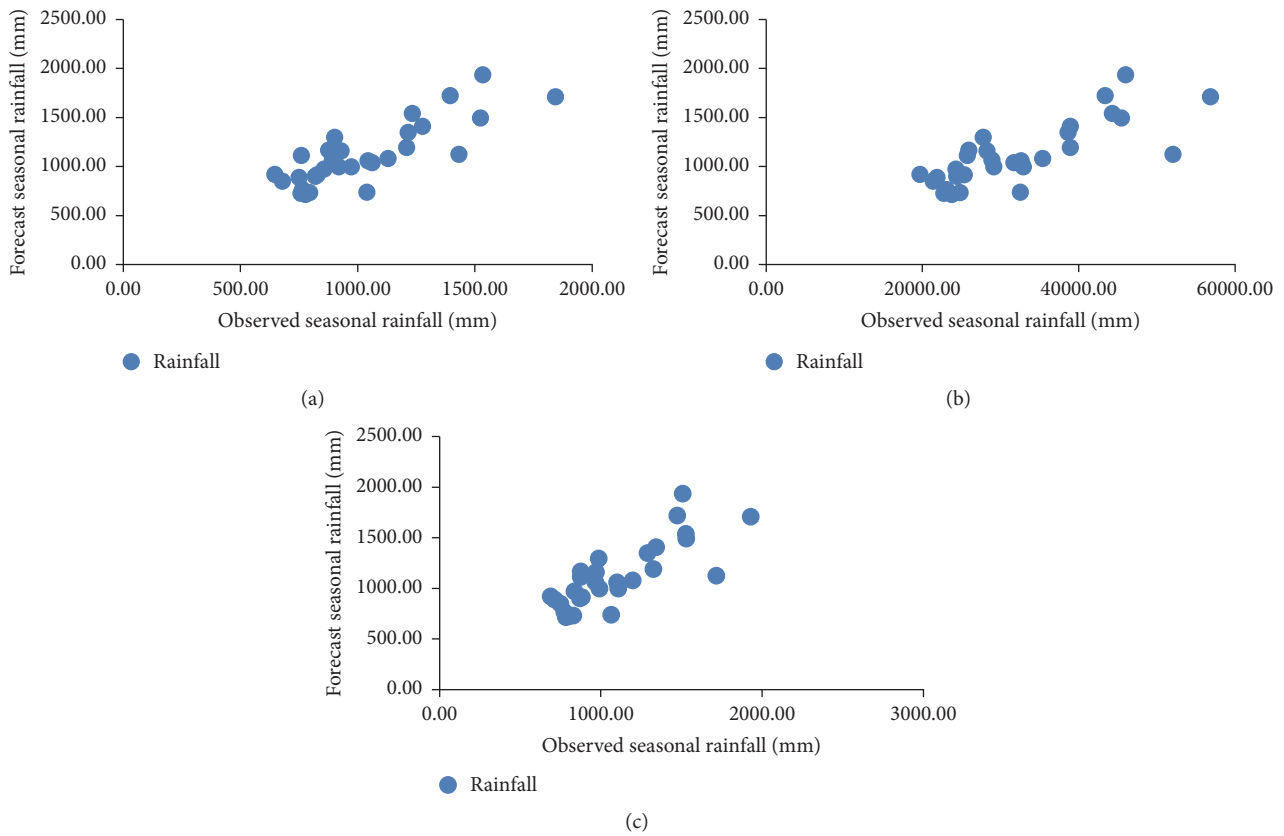 Forecast seasonal rainfall (mm)
2500.00
2000.00
1500.00
1000.00
500.00
0.00
0.00 500.00 1000.00 1500.00 2000.00
Observed seasonal rainfall (mm)
Rainfall
(a)
Forecast seasonal rainfall (mm)
2500.00
2000.00
1500.00
1000.00
500.00
0.00
0.00 20000.00 40000.00 60000.00
Observed seasonal rainfall (mm)
Rainfall
(b)
Forecast seasonal rainfall (mm)
2500.00
2000.00
1500.00
1000.00
500.00
0.00
0.00 1000.00 2000.00 3000.00
Observed seasonal rainfall (mm)
Rainfall
(c)